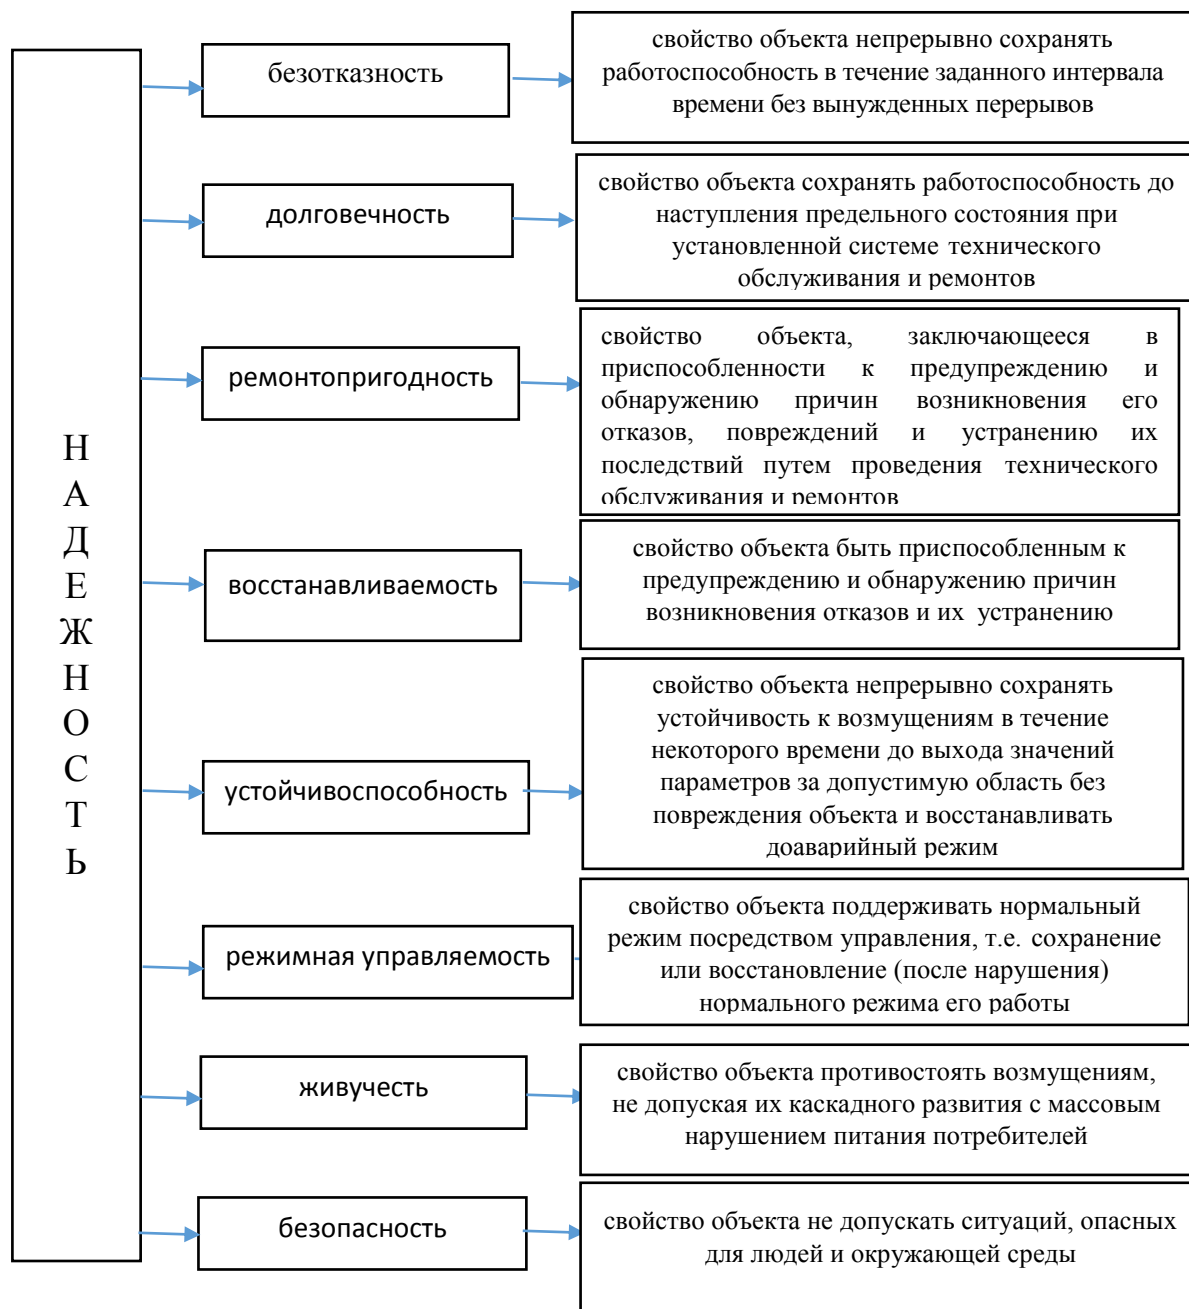 Н
А
Д
Е
Ж
Н
О
С
Т
Ь
безотказность
свойство объекта непрерывно сохранять
работоспособность в течение заданного интервала
времени без вынужденных перерывов
долговечность
свойство объекта сохранять работоспособность до
наступления предельного состояния при
установленной системе технического
обслуживания и ремонтов
ремонтопригодность
свойство объекта, заключающееся в
приспособленности к предупреждению и
обнаружению причин возникновения его
отказов, повреждений и устранению их
последствий путем проведения технического
обслуживания и ремонтов
восстанавливаемость
свойство объекта быть приспособленным к
предупреждению и обнаружению причин
возникновения отказов и их устранению
устойчивоспособность
свойство объекта непрерывно сохранять
устойчивость к возмущениям в течение
некоторого времени до выхода значений
параметров за допустимую область без
повреждения объекта и восстанавливать
доаварийный режим
режимная управляемость
свойство объекта поддерживать нормальный
режим посредством управления, т.е. сохранение
или восстановление (после нарушения)
нормального режима его работы
живучесть
свойство объекта противостоять возмущениям,
не допуская их каскадного развития с массовым
нарушением питания потребителей
безопасность
свойство объекта не допускать ситуаций, опасных
для людей и окружающей среды